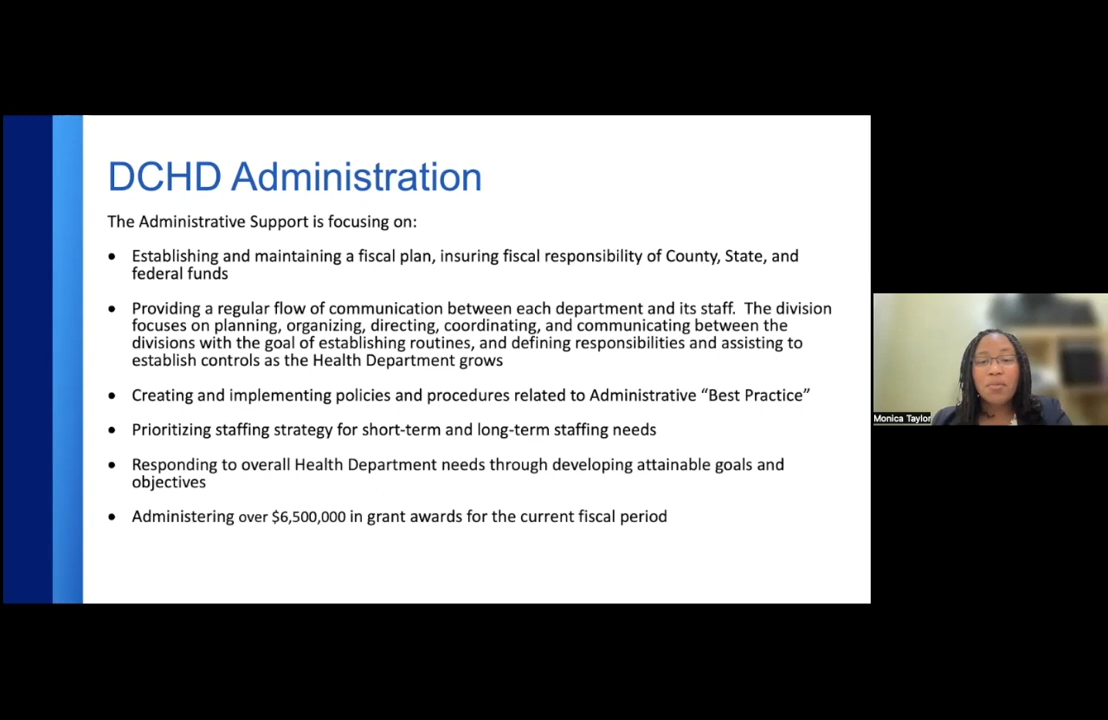 DCHD Administration
The Administrative Support is focusing on:
• Establishing and maintaining a fiscal plan, insuring fiscal responsibility of County, State, and
federal funds
• Providing a regular flow of communication between each department and its staff.  The division
focuses on planning, organizing, directing, coordinating, and communicating between the
divisions with the goal of establishing routines, and defining responsibilities and assisting to
establish controls as the Health Department grows
• Creating and implementing policies and procedures related to Administrative “Best Practice”
• Prioritizing staffing strategy for short-term and long-term staffing needs
• Responding to overall Health Department needs through developing attainable goals and
objectives
• Administering over $6,500,000 in grant awards for the current fiscal period
Monica Taylor